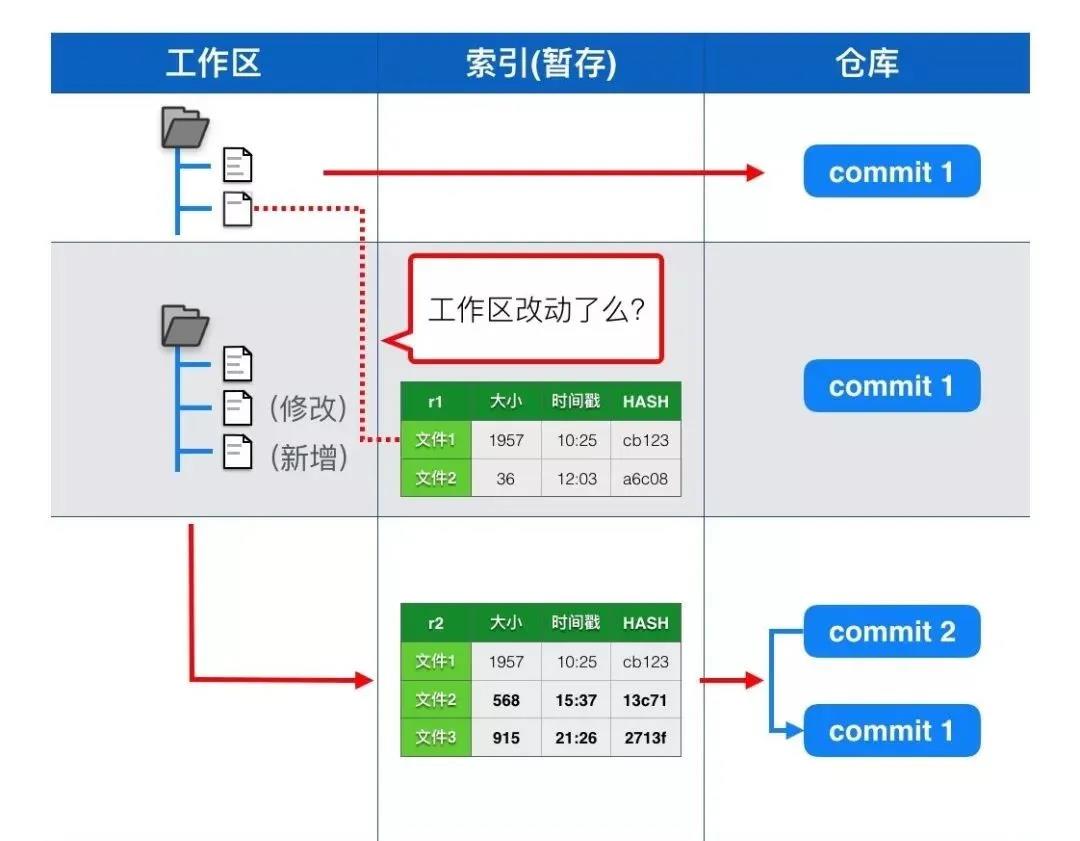 工作区 索引(暂存) 仓库
commit 1
工作区改动了么?
commit 1
(修改)
(新增)
r1 大小 时间戳 HASH
文件1 1957 10:25 cb123
文件2 36 12:03 a6c08
r2 大小 时间戳 HASH
文件1 1957 10:25 cb123
文件2 568 15:37 13c71
文件3 915 21:26 2713f
commit 2
commit 1